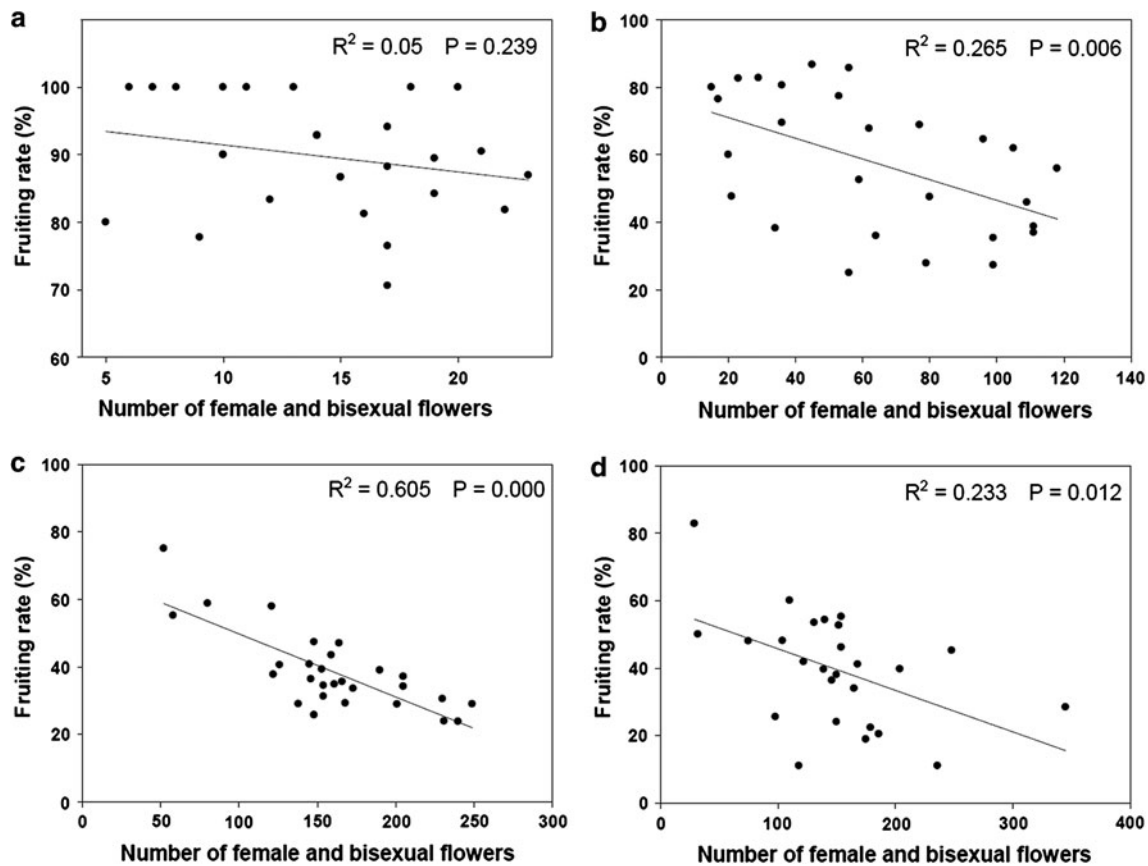 a
R² = 0.05 P = 0.239
Fruiting rate (%)
100
90
80
70
60
5 10 15 20
Number of female and bisexual flowers
b
R² = 0.265 P = 0.006
Fruiting rate (%)
100
80
60
40
20
0
0 20 40 60 80 100 120 140
Number of female and bisexual flowers
c
R² = 0.605 P = 0.000
Fruiting rate (%)
100
80
60
40
20
0
0 50 100 150 200 250 300
Number of female and bisexual flowers
d
R² = 0.233 P = 0.012
Fruiting rate (%)
100
80
60
40
20
0
0 100 200 300 400
Number of female and bisexual flowers